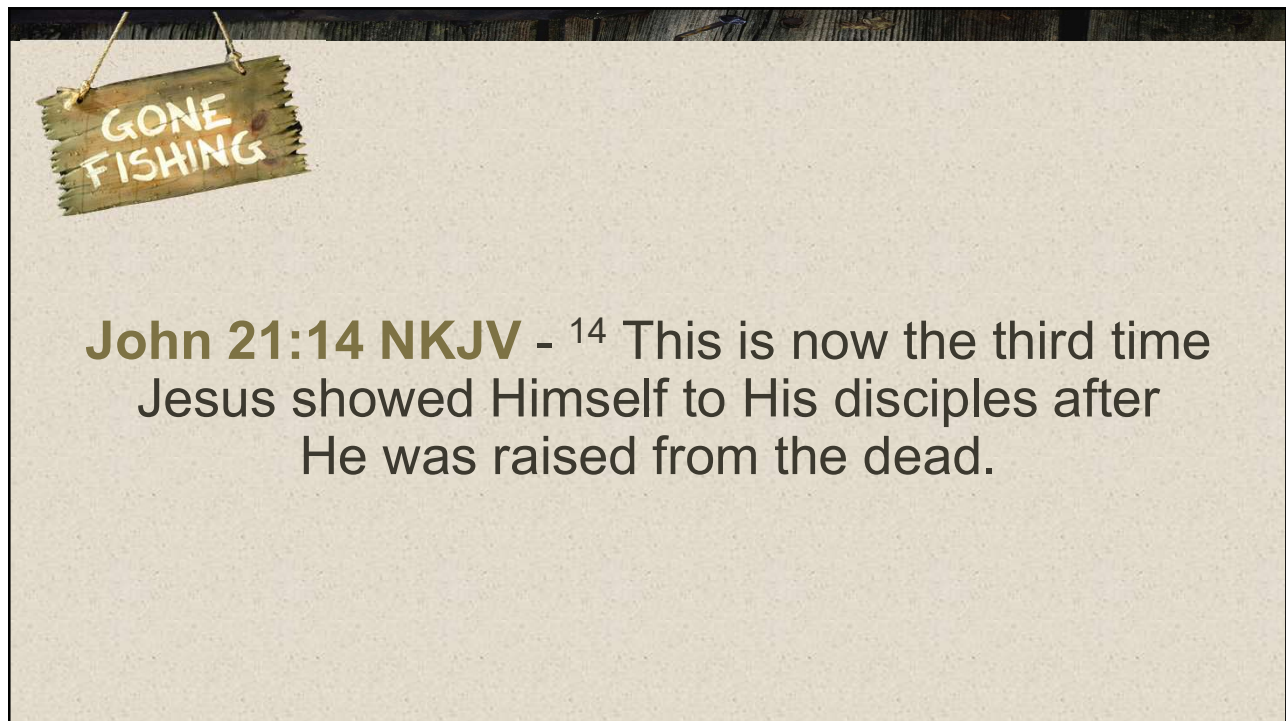 GONE
FISHING
John 21:14 NKJV - 14 This is now the third time
Jesus showed Himself to His disciples after
He was raised from the dead.